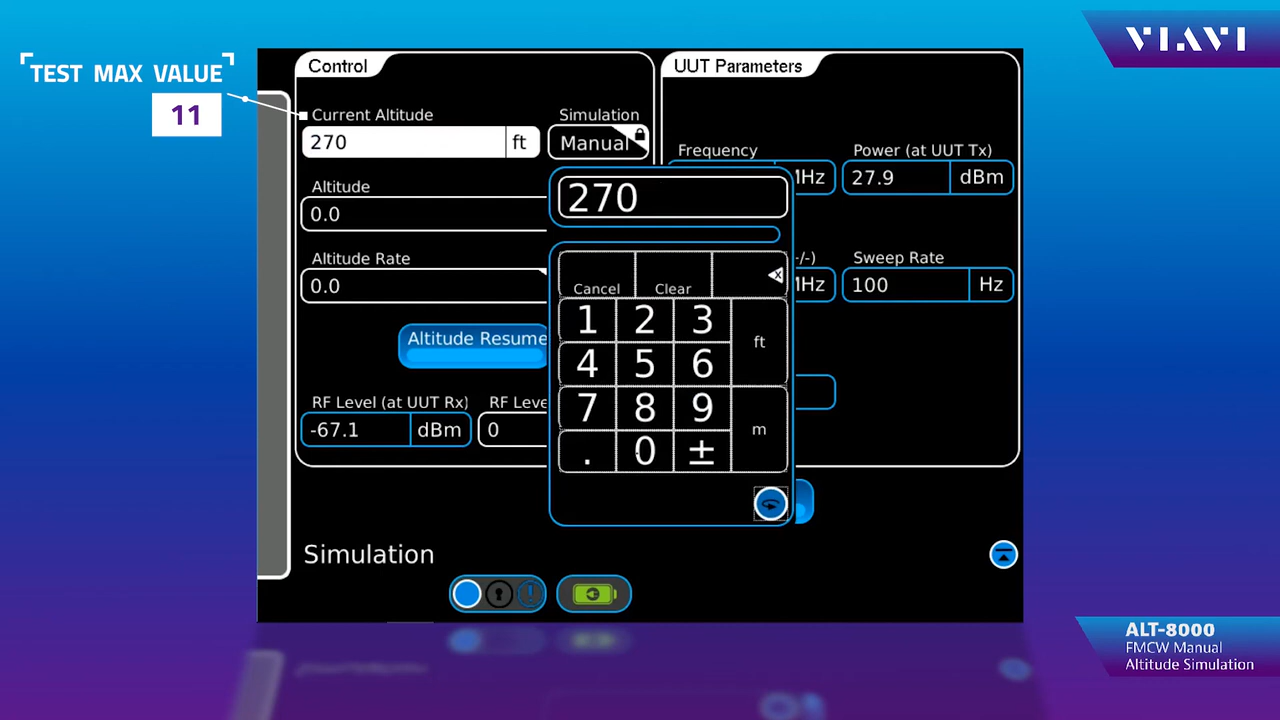 VIAVI
TEST MAX VALUE
11
Control
Current Altitude
270 ft
Simulation
Manual
Altitude
0.0
Altitude Rate
0.0
Altitude Resume
RF Level (at UUT Rx)
-67.1 dBm
RF Leve
0
270
Cancel Clear
1 2 3
ft
4 5 6
7 8 9
m
. 0 ±
UUT Parameters
Frequency
MHz
Power (at UUT Tx)
27.9 dBm
/-)
MHz
Sweep Rate
100 Hz
Simulation
ALT-8000
FMCW Manual
Altitude Simulation